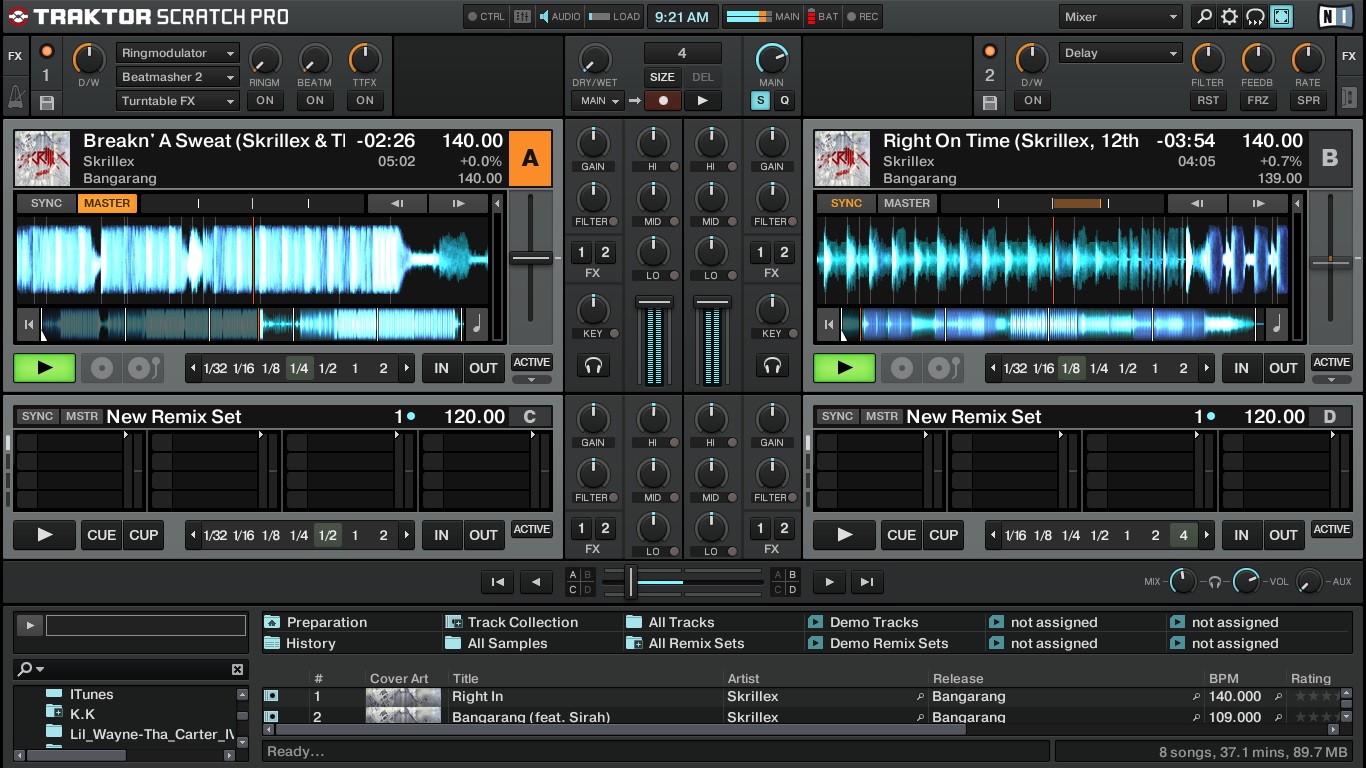 TRAKTOR SCRATCH PRO CTRL AUDIO LOAD 9:21 AM MAIN BAT REC Mixer NI
FX 1 D/W Ringmodulator Beatmasher 2 Turntable FX RINGM BEATM TTFX ON ON ON
DRY/WET 4 SIZE DEL MAIN MAIN S Q
2 D/W ON Delay FILTER FEEDB RATE RST FRZ SPR FX
Breakn' A Sweat (Skrillex & -02:26 140.00 A
Skrillex 05:02 +0.0%
Bangarang 140.00
SYNC MASTER
1/32 1/16 1/8 1/4 1/2 1 2 IN OUT ACTIVE
GAIN HI HI GAIN
FILTER MID MID FILTER
1 2 LO LO 1 2
FX FX
KEY KEY
Right On Time (Skrillex, 12th -03:54 140.00 B
Skrillex 04:05 +0.7%
Bangarang 139.00
SYNC MASTER
1/32 1/16 1/8 1/4 1/2 1 2 IN OUT ACTIVE
SYNC MSTR New Remix Set 1 120.00 C
CUE CUP 1/32 1/16 1/8 1/4 1/2 1 2 IN OUT ACTIVE
GAIN HI HI GAIN
FILTER MID MID FILTER
1 2 LO LO 1 2
FX FX
SYNC MSTR New Remix Set 1 120.00 D
CUE CUP 1/16 1/8 1/4 1/2 1 2 4 IN OUT ACTIVE
A B C D A B C D MIX VOL AUX
Preparation Track Collection All Tracks Demo Tracks not assigned not assigned
History All Samples All Remix Sets Demo Remix Sets not assigned not assigned
ITunes
K.K
Lil_Wayne-Tha_Carter_IV
# Cover Art Title Artist Release BPM Rating
1 Right In Skrillex Bangarang 140.000
2 Bangarang (feat. Sirah) Skrillex Bangarang 109.000
Ready... 8 songs, 37.1 mins, 89.7 MB